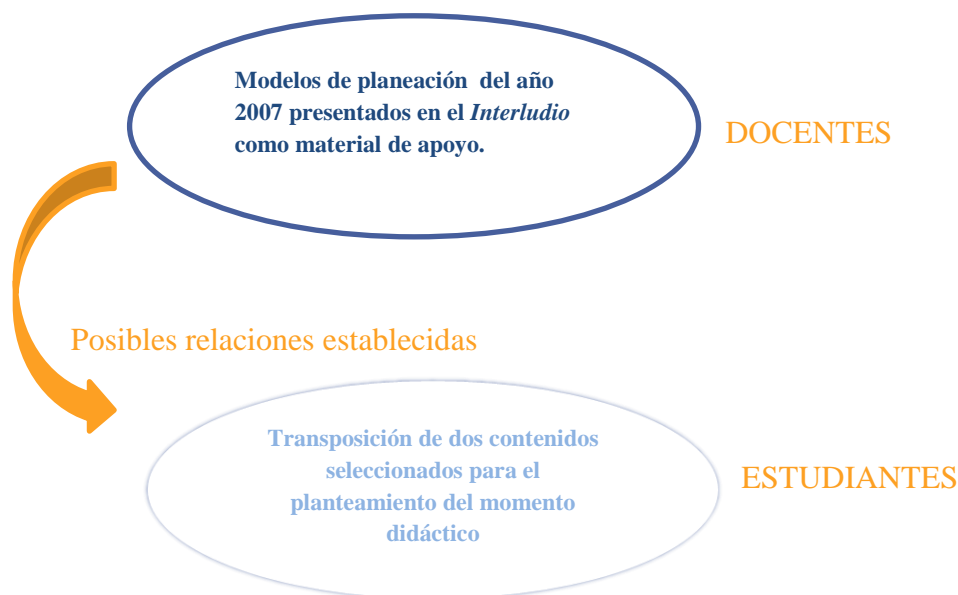 Modelos de planeación del año
2007 presentados en el Interludio
como material de apoyo.
DOCENTES
Posibles relaciones establecidas
Transposición de dos contenidos
seleccionados para el
planteamiento del momento
didáctico
ESTUDIANTES